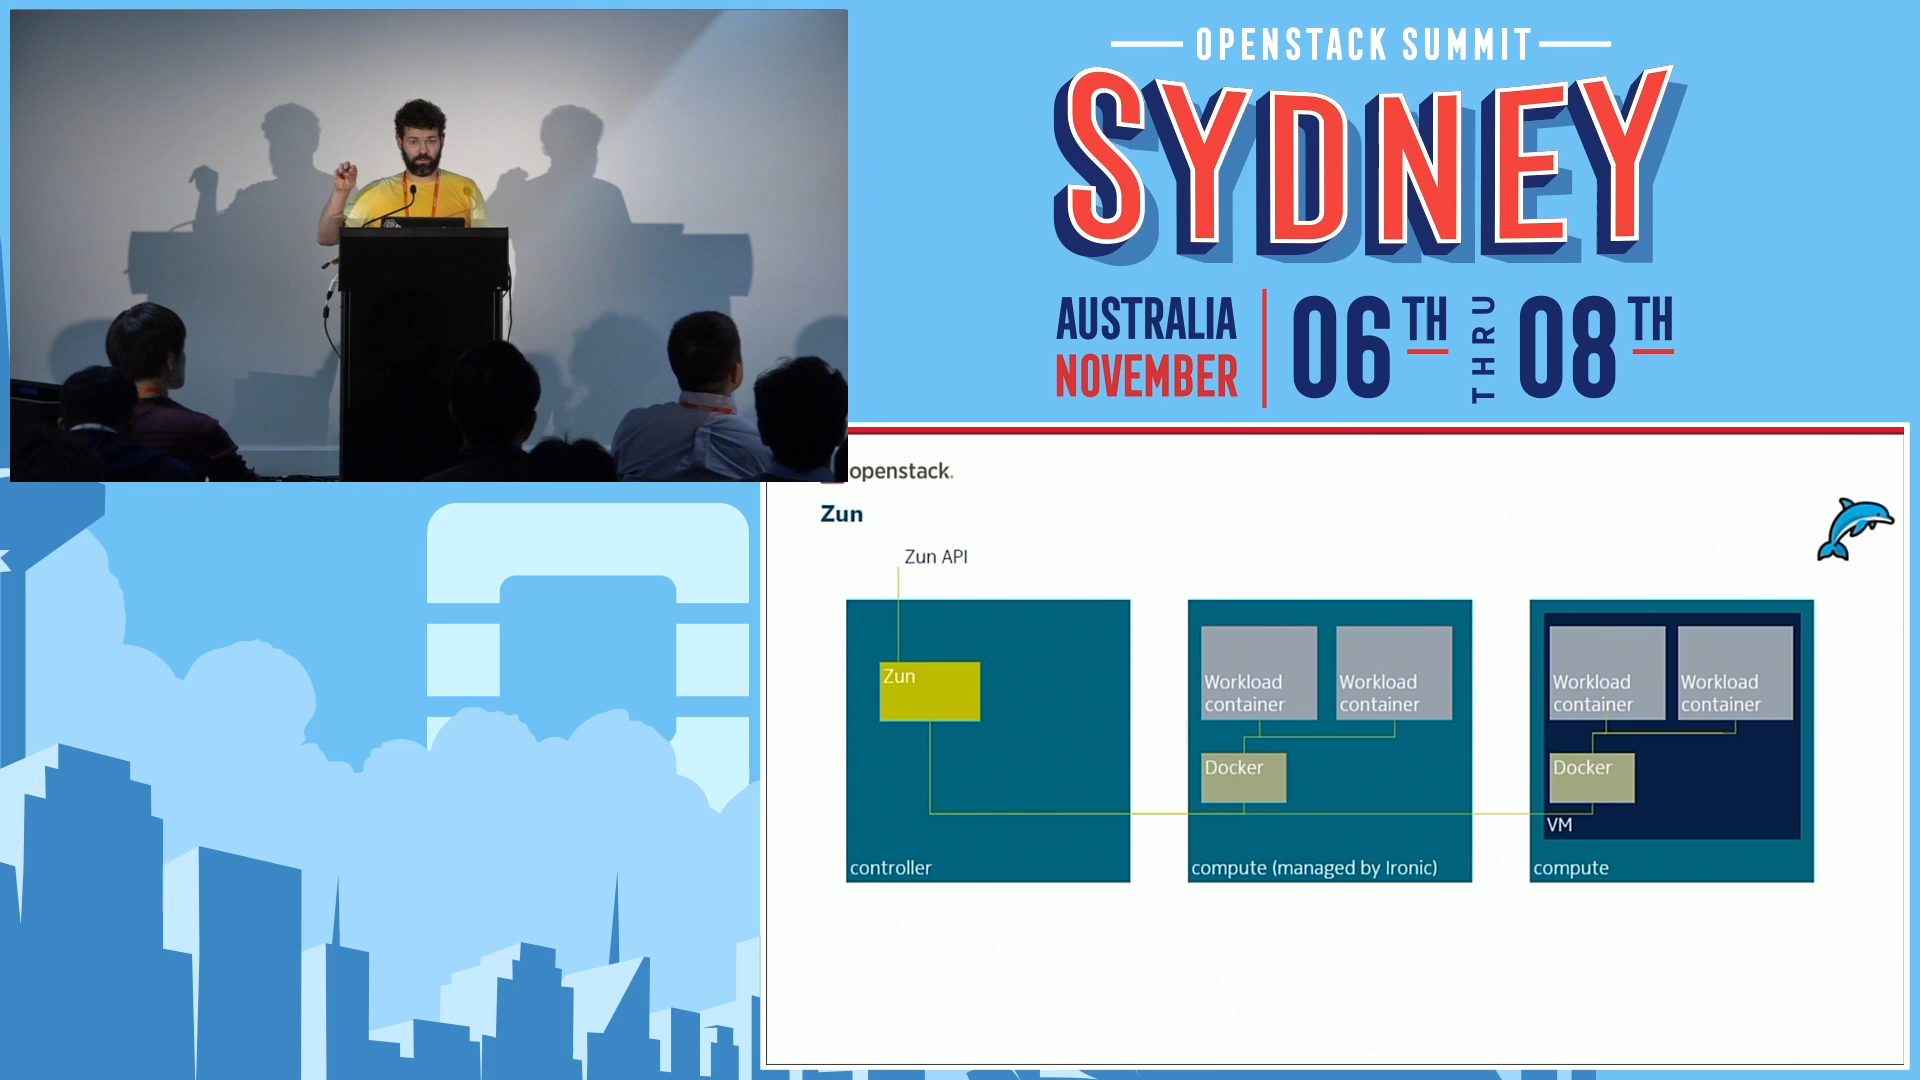 OPENSTACK SUMMIT
SYDNEY
AUSTRALIA
NOVEMBER
06TH
THRU
08TH
openstack.
Zun
Zun API
Zun
controller
Workload
container
Workload
container
Docker
compute (managed by Ironic)
Workload
container
Workload
container
Docker
VM
compute